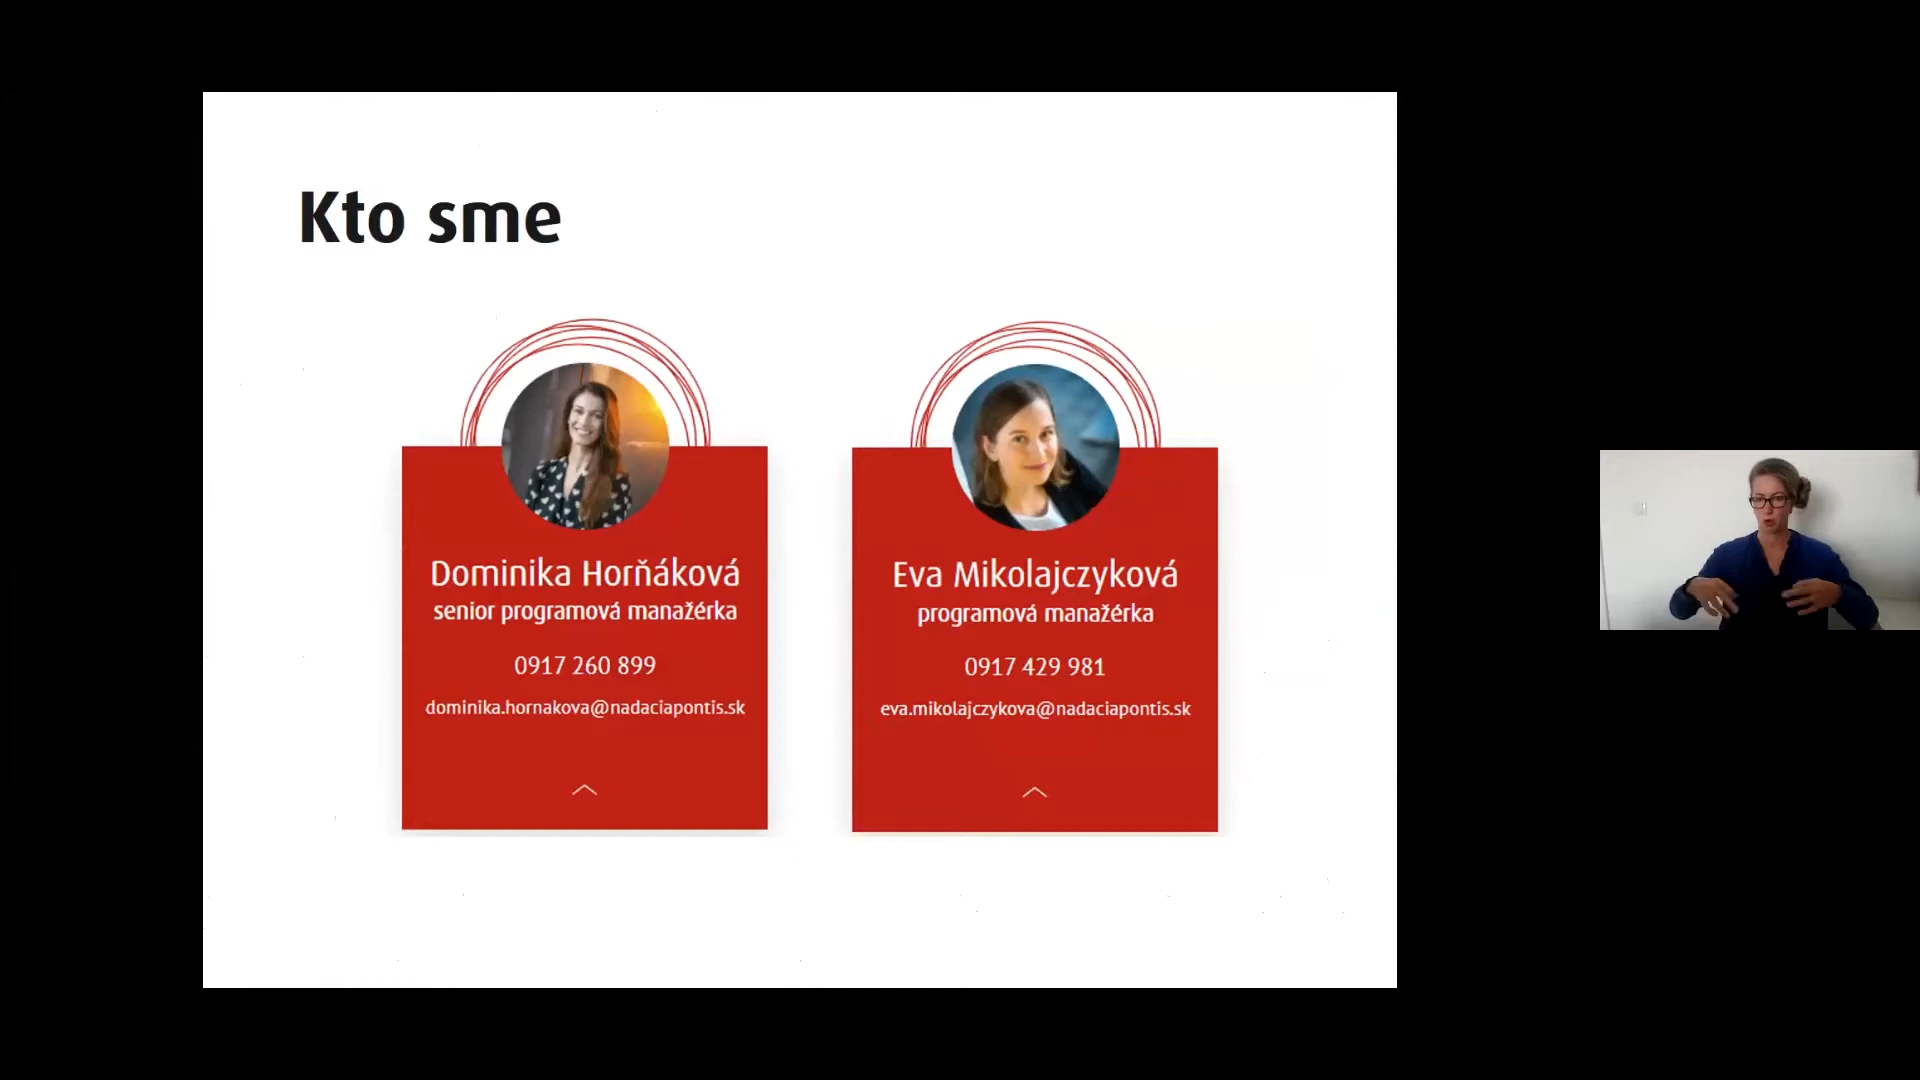 Kto sme
Dominika Horňáková
senior programová manažérka
0917 260 899
dominika.hornakova@nadaciapontis.sk
Eva Mikolajczyková
programová manažérka
0917 429 981
eva.mikolajczykova@nadaciapontis.sk